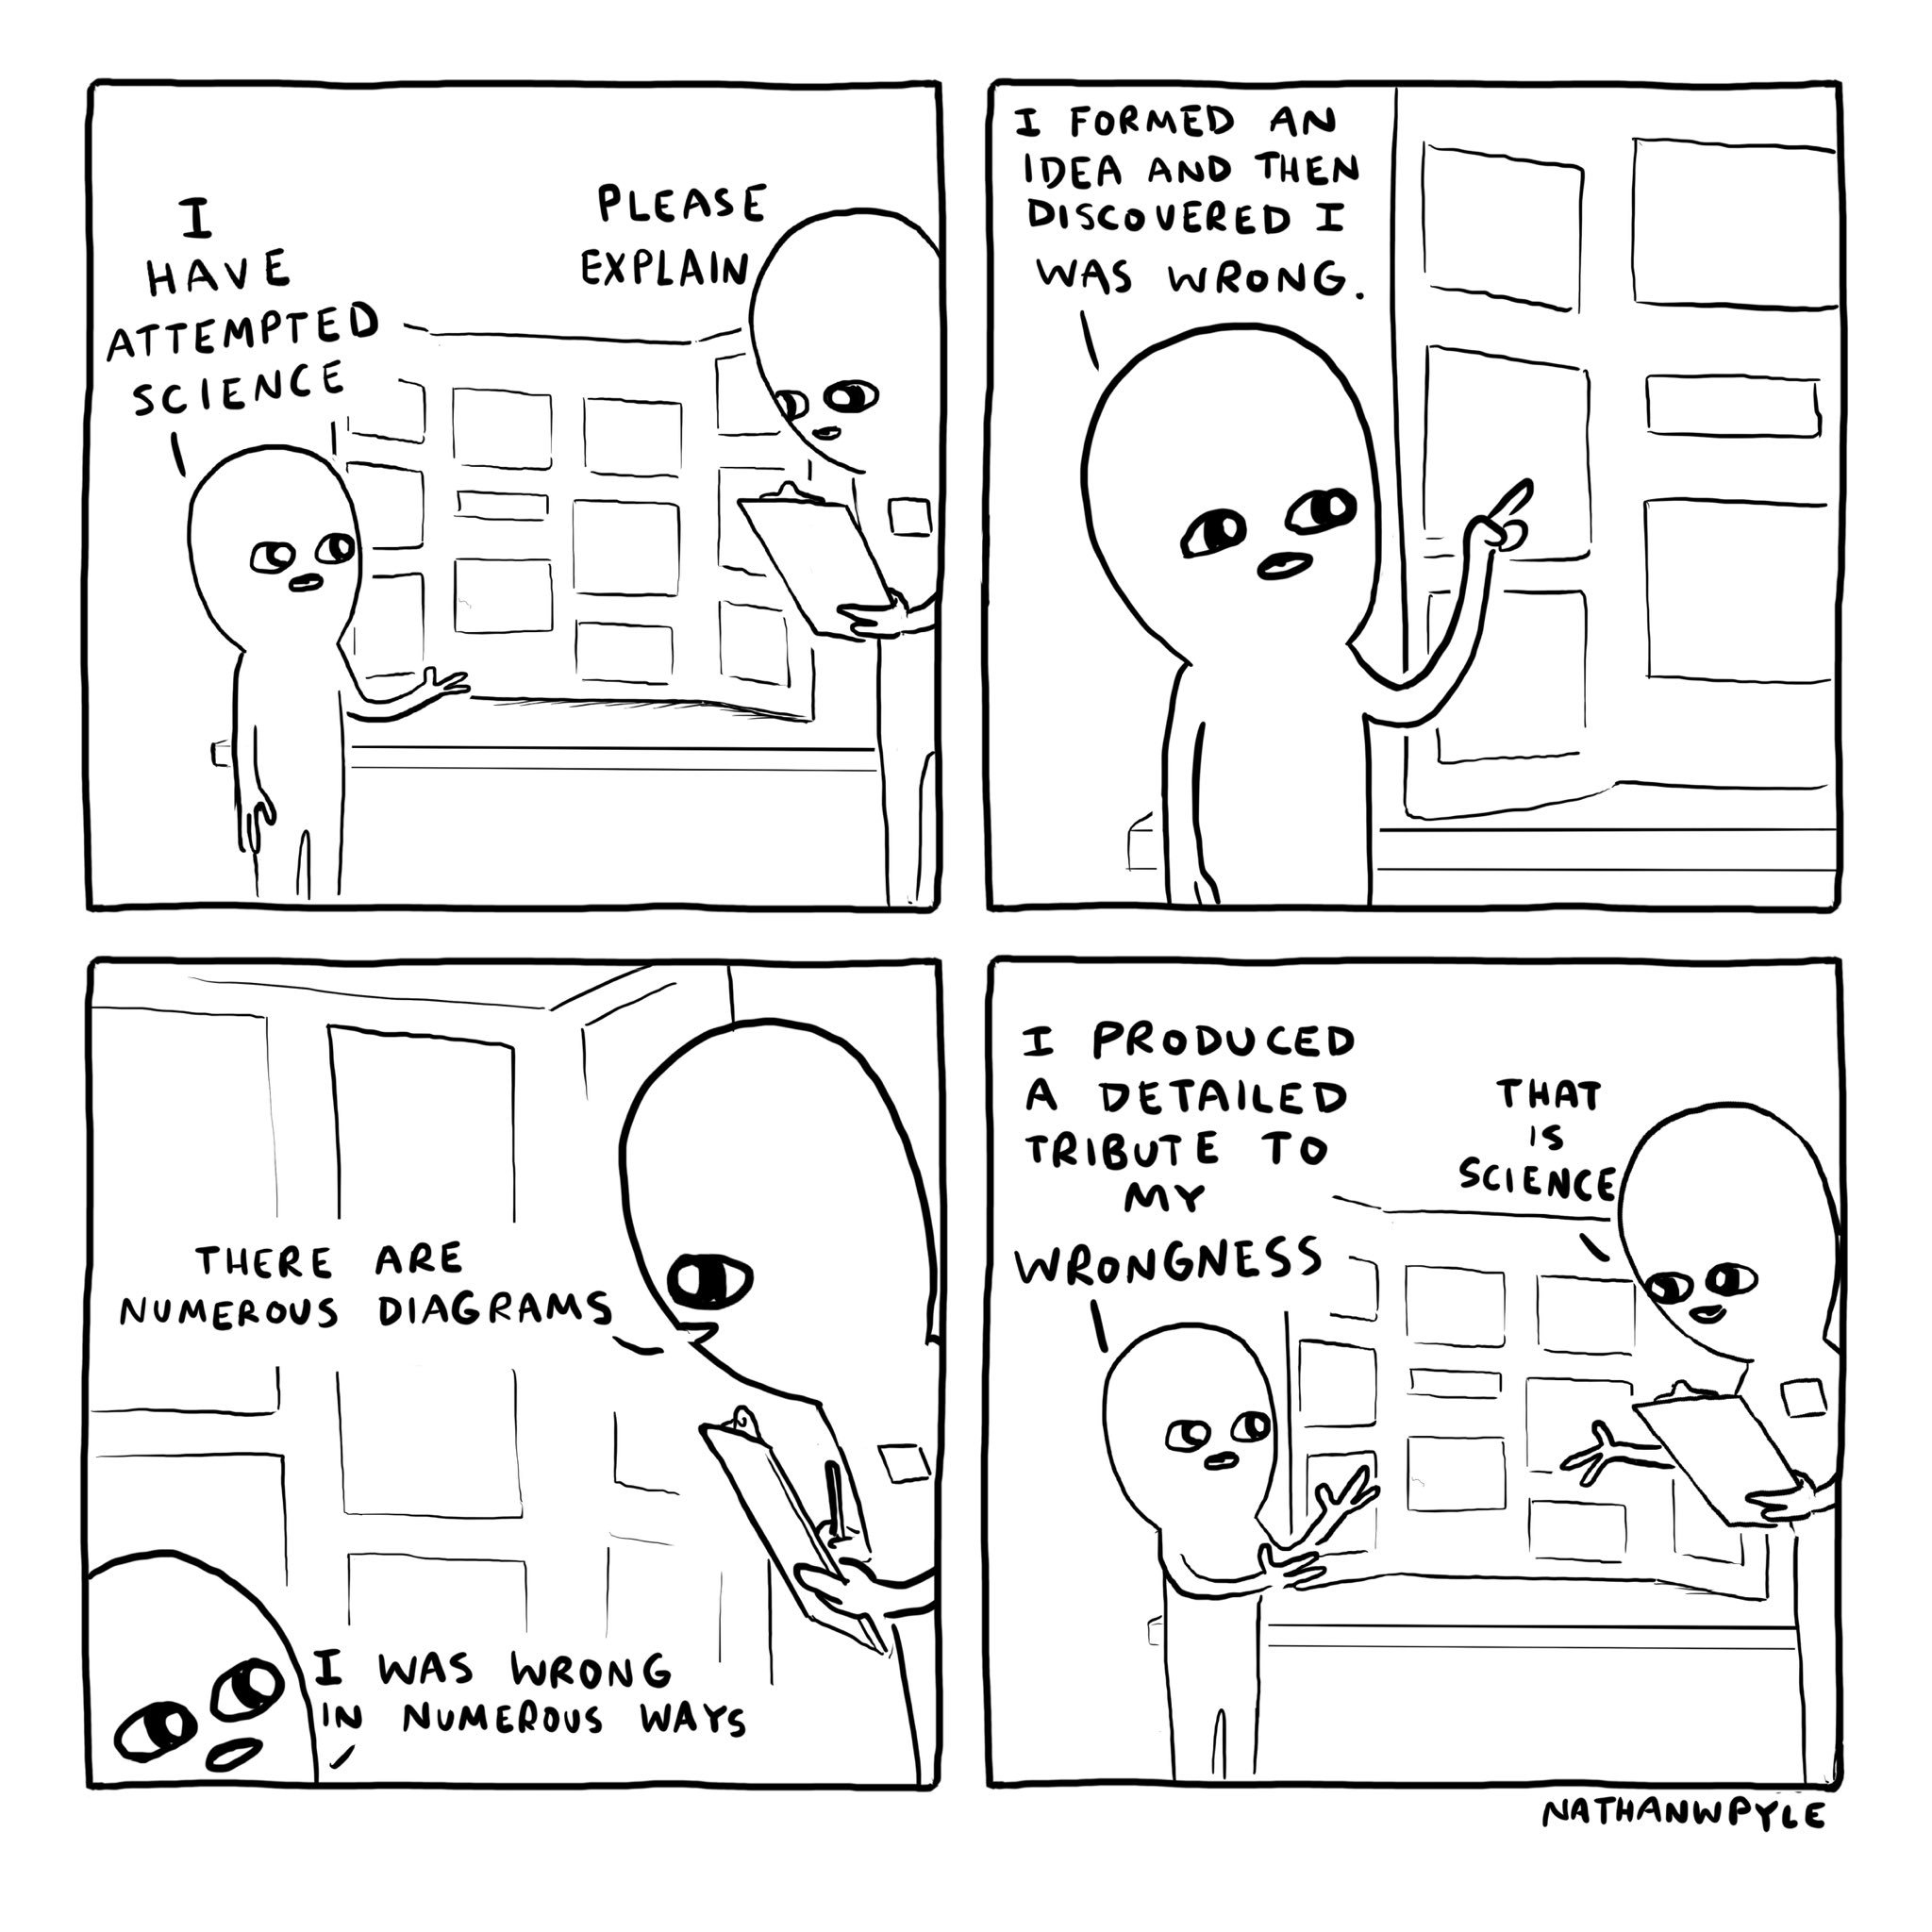 I
HAVE
ATTEMPTED
SCIENCE
PLEASE
EXPLAIN
I FORMED AN
IDEA AND THEN
DISCOVERED I
WAS WRONG.
THERE ARE
NUMEROUS DIAGRAMS
I WAS WRONG
IN NUMEROUS WAYS
I PRODUCED
A DETAILED
TRIBUTE TO
MY
WRONGNESS
THAT
IS
SCIENCE
NATHANWPYLE